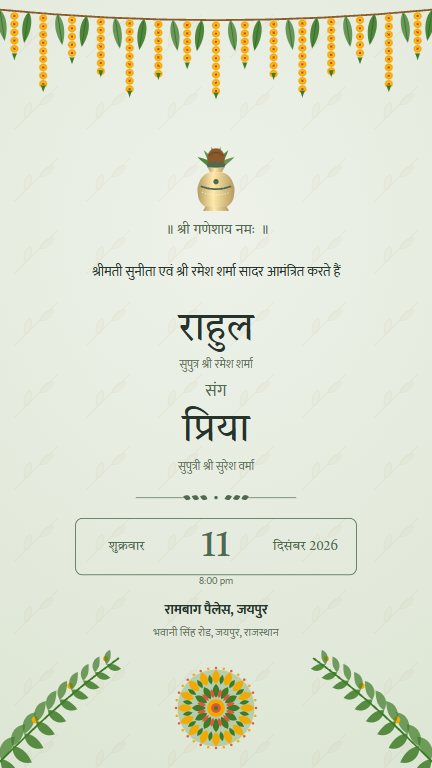 ॥ श्री गणेशाय नमः ॥
श्रीमती सुनीता एवं श्री रमेश शर्मा सादर आमंत्रित करते हैं
राहुल
सुपुत्र श्री रमेश शर्मा
संग
प्रिया
सुपुत्री श्री सुरेश वर्मा
शुक्रवार 11 दिसंबर 2026
8:00 pm
रामबाग पैलेस, जयपुर
भवानी सिंह रोड, जयपुर, राजस्थान